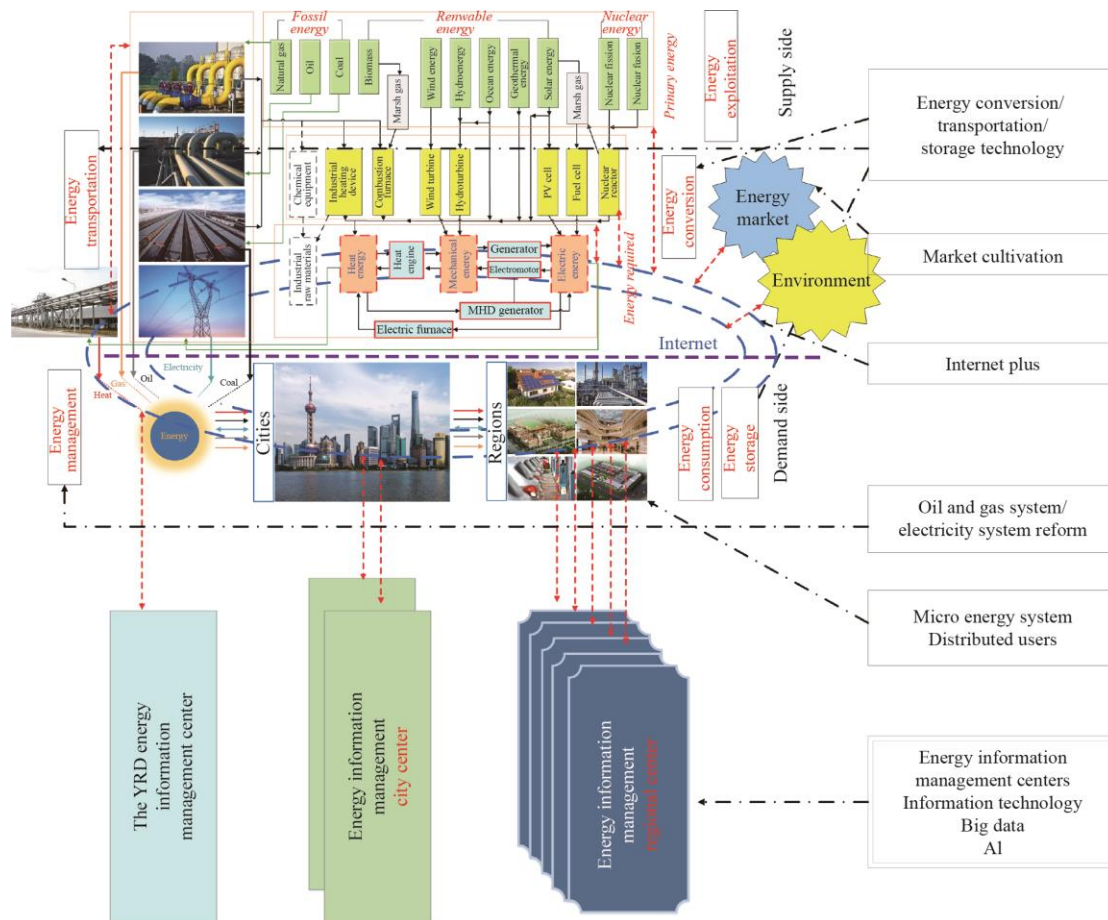 Fossil
energy
Renwable
energy
Nuclear
energy
Natural gas
Oil
Coal
Biomass
Marsh gas
Wind energy
Hydroenergy
Ocean energy
Geothermal
energy
Solar energy
Marsh gas
Nuclear fission
Nuclear fusion
Primary energy
Energy
exploitation
Supply side
Energy conversion/
transportation/
storage technology
Energy
transportation
Chemical
equipment
Industrial
heating
device
Combustion
furnace
Wind turbine
Hydroturbine
PV cell
Fuel cell
Nuclear
reactor
Energy
conversion
Energy
market
Environment
Market cultivation
Industrial
raw materials
Heat
energy
Heat
engine
Mechanical
enerey
Generator
Electromotor
Electric
enerey
MHD generator
Electric furnace
Energy required
Internet
Internet plus
Energy
management
Heat
Gas
Oil
Electricity
Coal
Energy
Cities
Regions
Energy
consumption
Energy
storage
Demand side
Oil and gas system/
electricity system reform
Micro energy system
Distributed users
The YRD energy
information
management center
Energy information
management
city center
Energy information
management
regional center
Energy information
management centers
Information technology
Big data
AI